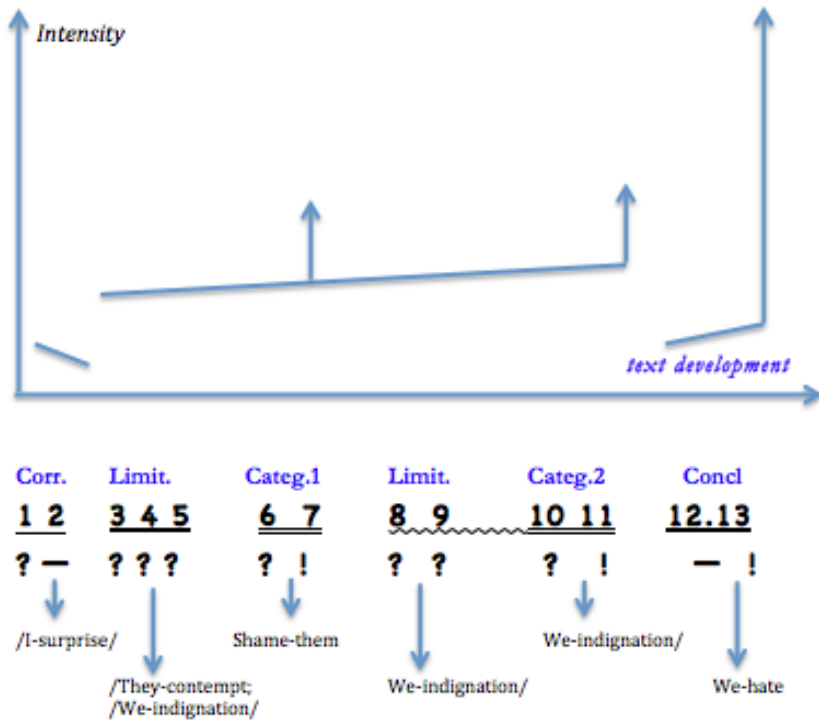 Intensity
text development
Corr. Limit. Categ.1 Limit. Categ.2 Concl
1 2 3 4 5 6 7 8 9 10 11 12.13
? — ? ? ? ? ! ? ? ? ! — !
/I-surprise/ Shame-them We-indignation/
/They-contempt; We-indignation/ We-hate
/We-indignation/